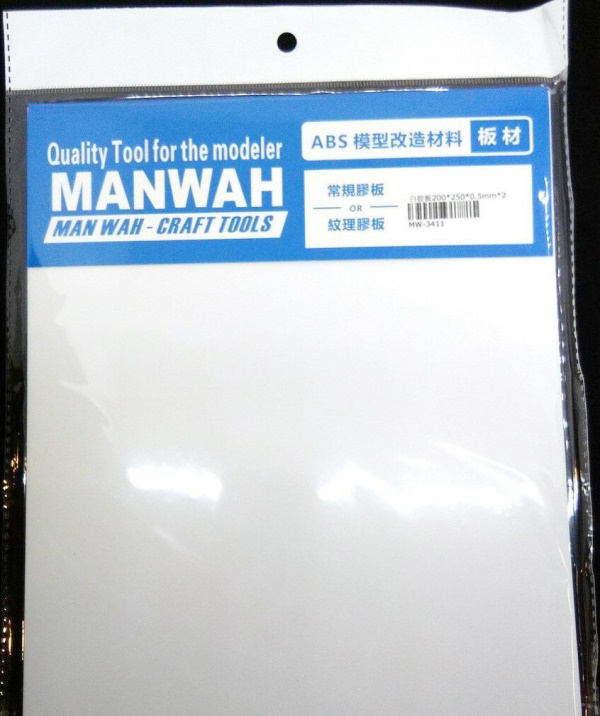 Quality Tool for the modeler
MANWAH
MAN WAH - CRAFT TOOLS
ABS 模型改造材料 板材
常規膠板
OR
紋理膠板
白胶板200*250*0.5mm*2
MW-3411